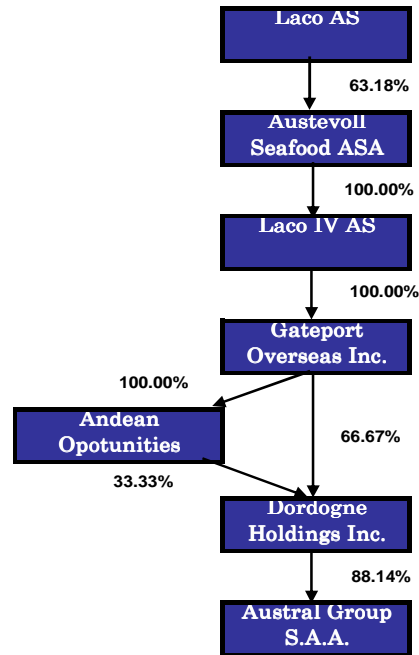 Laco AS
63.18%
Austevoll
Seafood ASA
100.00%
Laco IV AS
100.00%
Gateport
Overseas Inc.
100.00%
Andean
Opotunities
66.67%
33.33%
Dordogne
Holdings Inc.
88.14%
Austral Group
S.A.A.